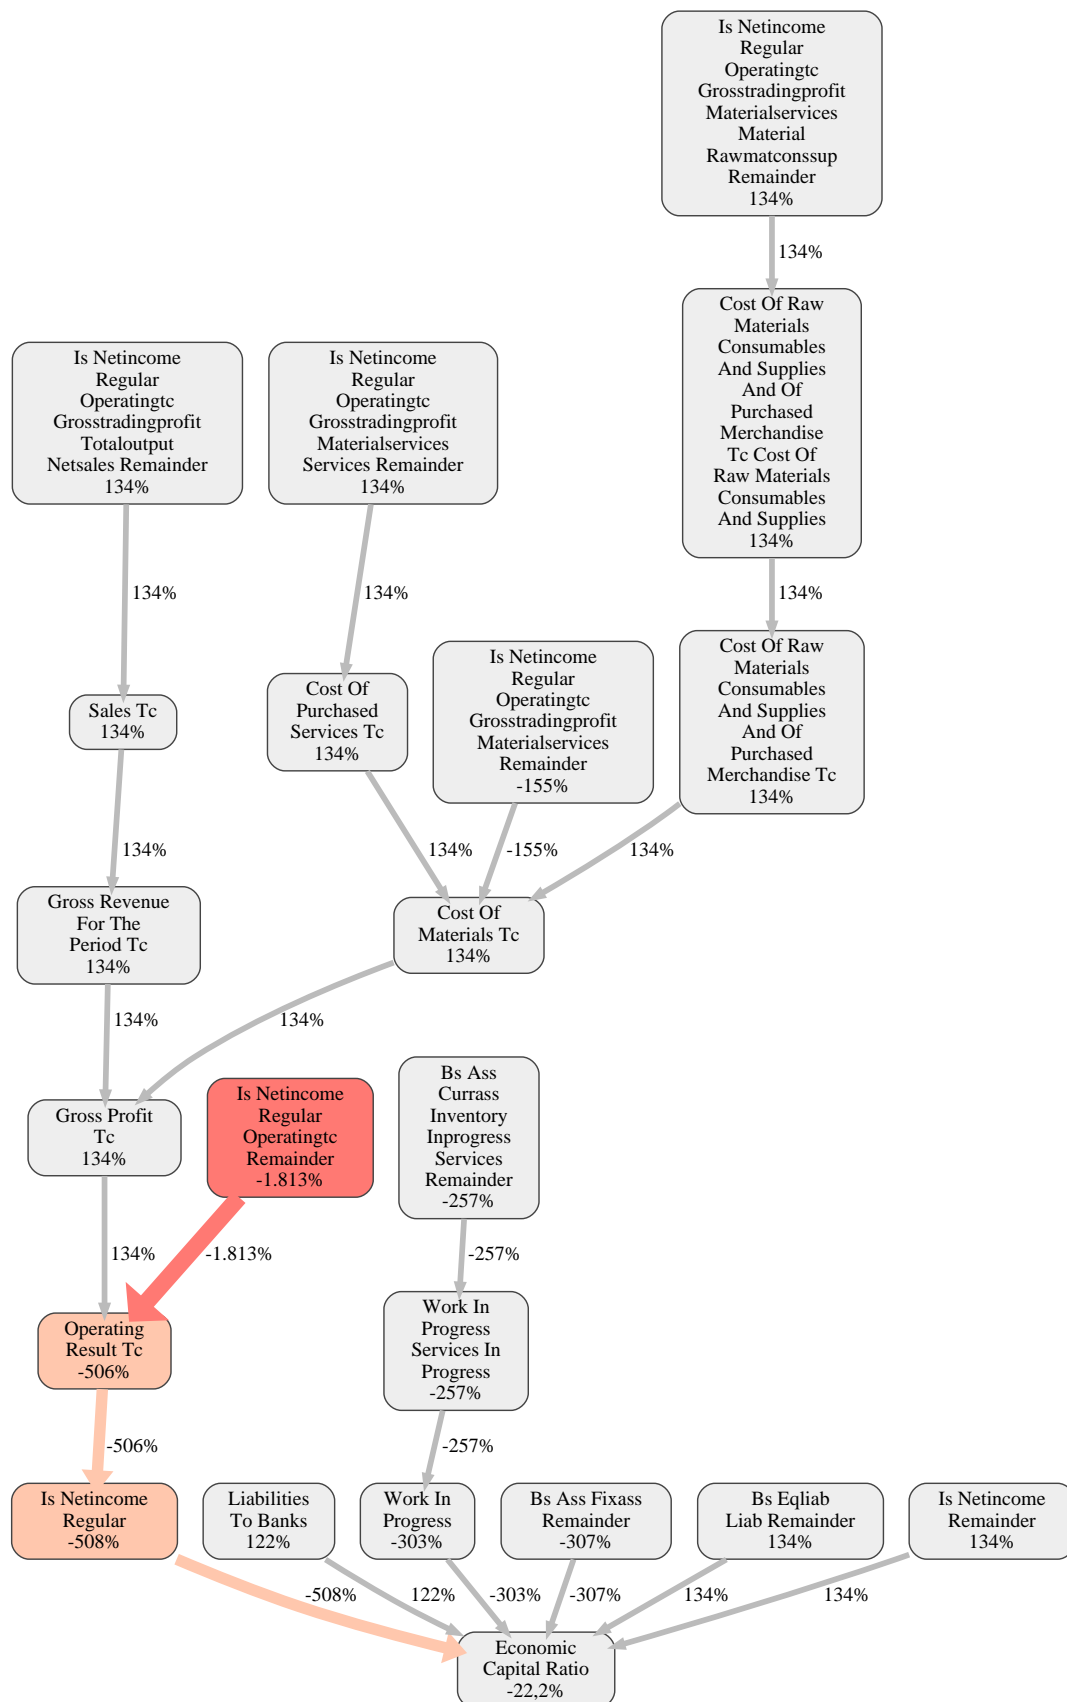 Is Netincome
Regular
Operatingtc
Grosstradingprofit
Materialservices
Material
Rawmatconssup
Remainder
134%
134%
Cost Of Raw
Materials
Consumables
And Supplies
And Of
Purchased
Merchandise
Tc Cost Of
Raw Materials
Consumables
And Supplies
134%
Is Netincome
Regular
Operatingtc
Grosstradingprofit
Totaloutput
Netsales Remainder
134%
Is Netincome
Regular
Operatingtc
Grosstradingprofit
Materialservices
Services Remainder
134%
134%
134%
134%
Sales Tc
134%
Cost Of
Purchased
Services Tc
134%
Is Netincome
Regular
Operatingtc
Grosstradingprofit
Materialservices
Remainder
-155%
Cost Of Raw
Materials
Consumables
And Supplies
And Of
Purchased
Merchandise Tc
134%
134%
134%
-155%
134%
Gross Revenue
For The
Period Tc
134%
Cost Of
Materials Tc
134%
134%
134%
Gross Profit
Tc
134%
Is Netincome
Regular
Operatingtc
Remainder
-1.813%
Bs Ass
Currass
Inventory
Inprogress
Services
Remainder
-257%
134%
-1.813%
-257%
Operating
Result Tc
-506%
Work In
Progress
Services In
Progress
-257%
-506%
-257%
Is Netincome
Regular
-508%
Liabilities
To Banks
122%
Work In
Progress
-303%
Bs Ass Fixass
Remainder
-307%
Bs Eqliab
Liab Remainder
134%
Is Netincome
Remainder
134%
-508%
122%
-303%
-307%
134%
134%
Economic
Capital Ratio
-22,2%